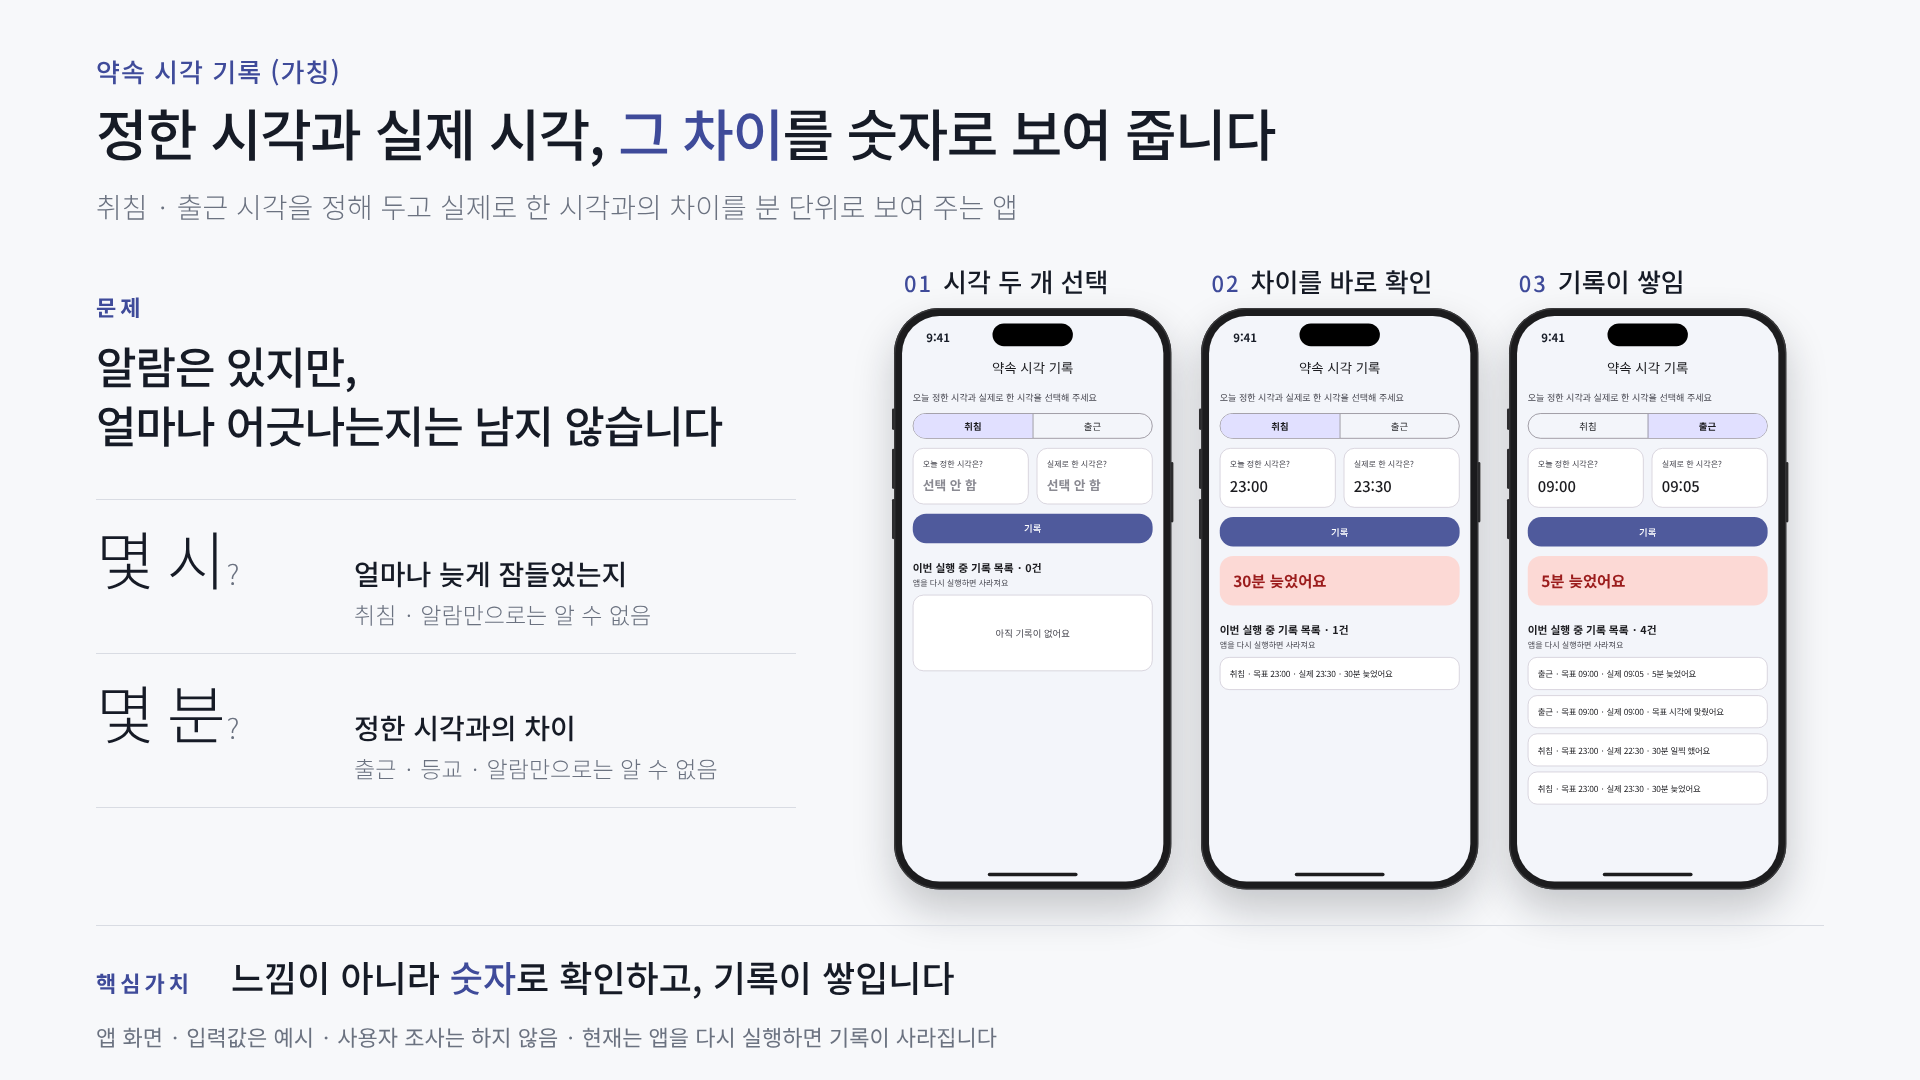 약속 시각 기록 (가칭)
정한 시각과 실제 시각, 그 차이를 숫자로 보여 줍니다
취침 · 출근 시각을 정해 두고 실제로 한 시각과의 차이를 분 단위로 보여 주는 앱
문제
알람은 있지만,
얼마나 어긋나는지는 남지 않습니다
몇 시?
얼마나 늦게 잠들었는지
취침 · 알람만으로는 알 수 없음
몇 분?
정한 시각과의 차이
출근 · 등교 · 알람만으로는 알 수 없음
01 시각 두 개 선택
9:41
약속 시각 기록
오늘 정한 시각과 실제로 한 시각을 선택해 주세요
취침 출근
오늘 정한 시각은? 실제로 한 시각은?
선택 안 함 선택 안 함
기록
이번 실행 중 기록 목록 · 0건
앱을 다시 실행하면 사라져요
아직 기록이 없어요
02 차이를 바로 확인
9:41
약속 시각 기록
오늘 정한 시각과 실제로 한 시각을 선택해 주세요
취침 출근
오늘 정한 시각은? 실제로 한 시각은?
23:00 23:30
기록
30분 늦었어요
이번 실행 중 기록 목록 · 1건
앱을 다시 실행하면 사라져요
취침 · 목표 23:00 · 실제 23:30 · 30분 늦었어요
03 기록이 쌓임
9:41
약속 시각 기록
오늘 정한 시각과 실제로 한 시각을 선택해 주세요
취침 출근
오늘 정한 시각은? 실제로 한 시각은?
09:00 09:05
기록
5분 늦었어요
이번 실행 중 기록 목록 · 4건
앱을 다시 실행하면 사라져요
출근 · 목표 09:00 · 실제 09:05 · 5분 늦었어요
출근 · 목표 09:00 · 실제 09:00 · 목표 시각에 맞췄어요
취침 · 목표 23:00 · 실제 22:30 · 30분 일찍 했어요
취침 · 목표 23:00 · 실제 23:30 · 30분 늦었어요
핵심가치 느낌이 아니라 숫자로 확인하고, 기록이 쌓입니다
앱 화면 · 입력값은 예시 · 사용자 조사는 하지 않음 · 현재는 앱을 다시 실행하면 기록이 사라집니다